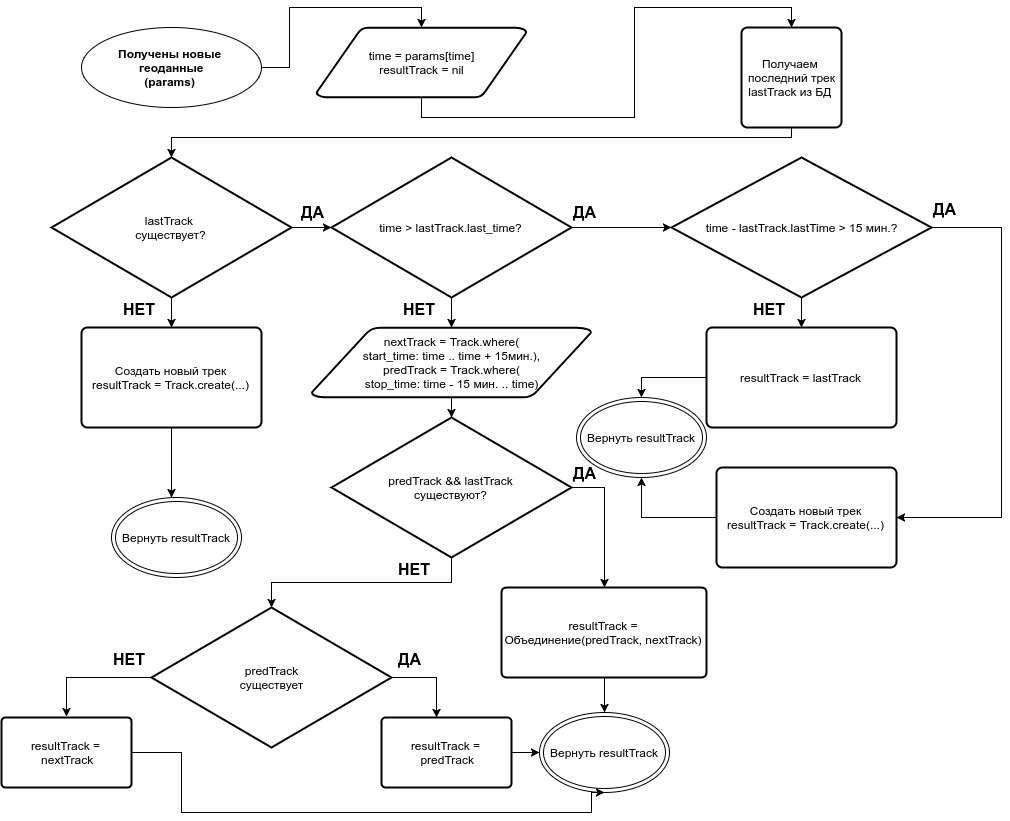 Получены новые
геоданные
(params)
time = params[time]
resultTrack = nil
Получаем
последний трек
lastTrack из БД
lastTrack
существует?
ДА
time > lastTrack.last_time?
ДА
time - lastTrack.lastTime > 15 мин.?
ДА
НЕТ
НЕТ
НЕТ
Создать новый трек
resultTrack = Track.create(...)
nextTrack = Track.where(
start_time: time .. time + 15мин.),
predTrack = Track.where(
stop_time: time - 15 мин. .. time)
resultTrack = lastTrack
Вернуть resultTrack
predTrack && lastTrack
существуют?
ДА
Создать новый трек
resultTrack = Track.create(...)
Вернуть resultTrack
НЕТ
resultTrack =
Объединение(predTrack, nextTrack)
НЕТ
predTrack
существует
ДА
resultTrack =
nextTrack
resultTrack =
predTrack
Вернуть resultTrack